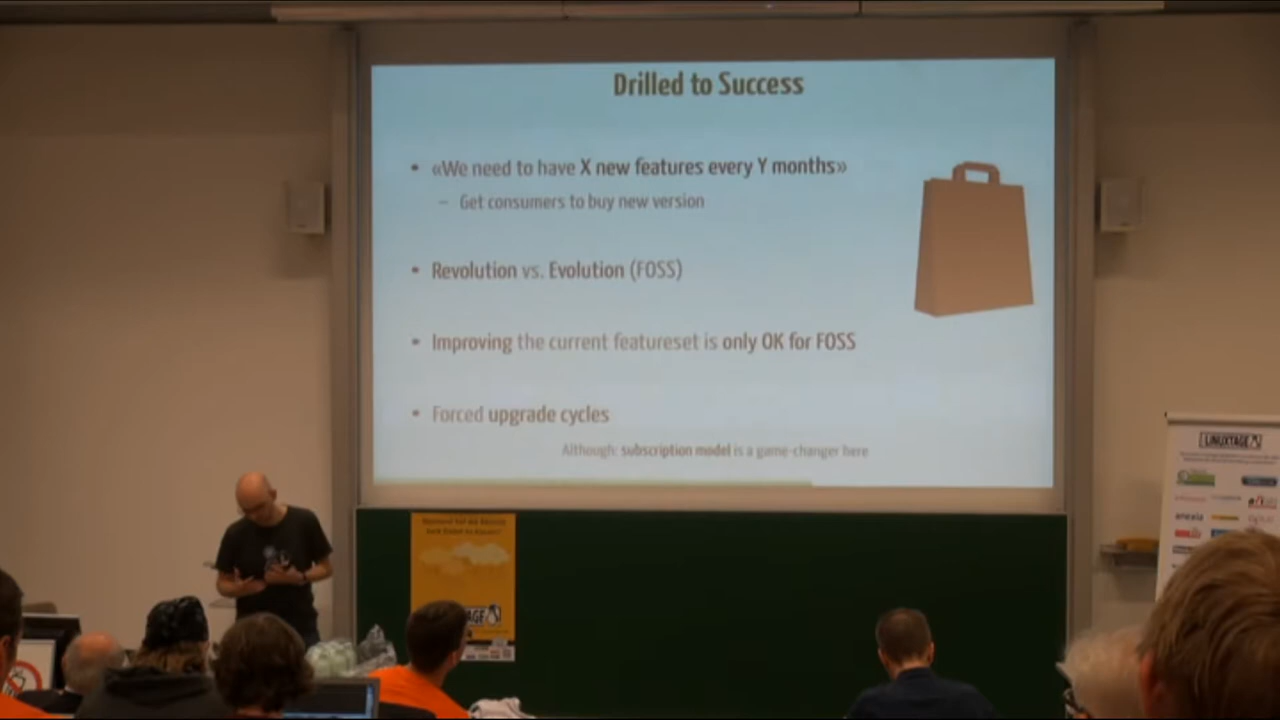 Drilled to Success
• «We need to have X new features every Y months»
– Get consumers to buy new version
• Revolution vs. Evolution (FOSS)
• Improving the current featureset is only OK for FOSS
• Forced upgrade cycles
Although: subscription model is a game-changer here
LINUXTAGE
anexia